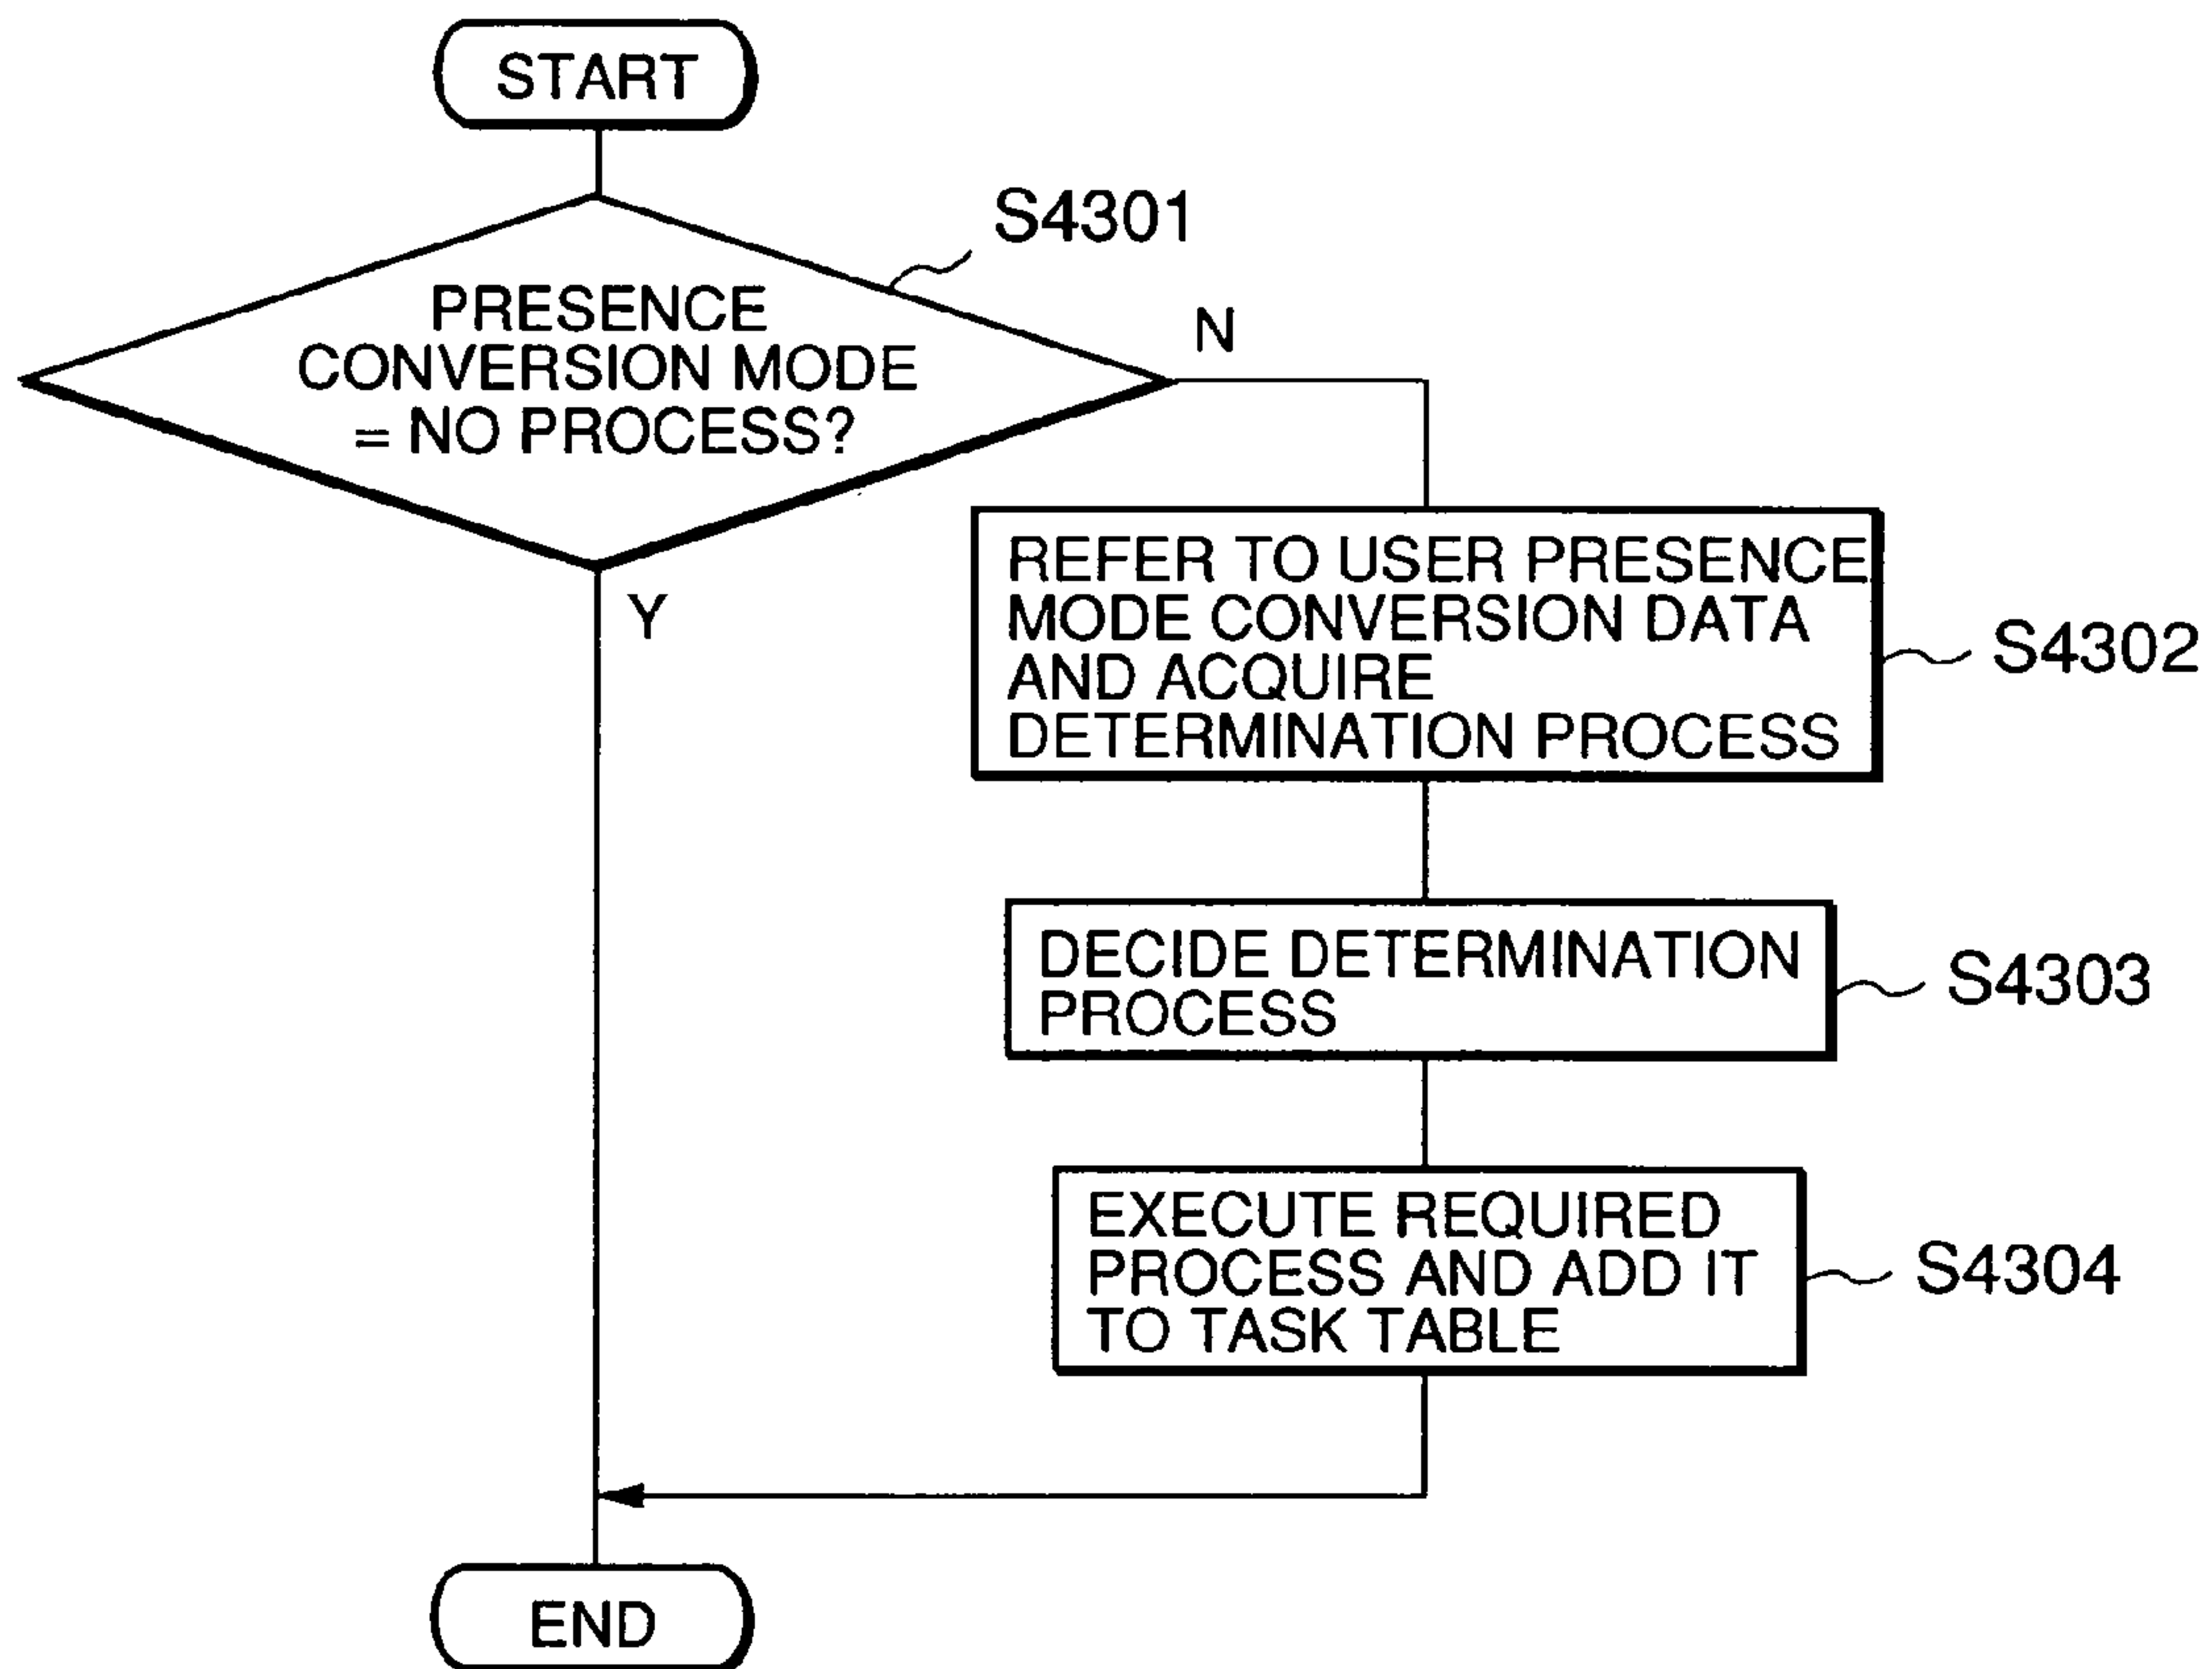 START
S4301
PRESENCE
CONVERSION MODE
= NO PROCESS?
N
Y
REFER TO USER PRESENCE
MODE CONVERSION DATA
AND ACQUIRE
DETERMINATION PROCESS
S4302
DECIDE DETERMINATION
PROCESS
S4303
EXECUTE REQUIRED
PROCESS AND ADD IT
TO TASK TABLE
S4304
END